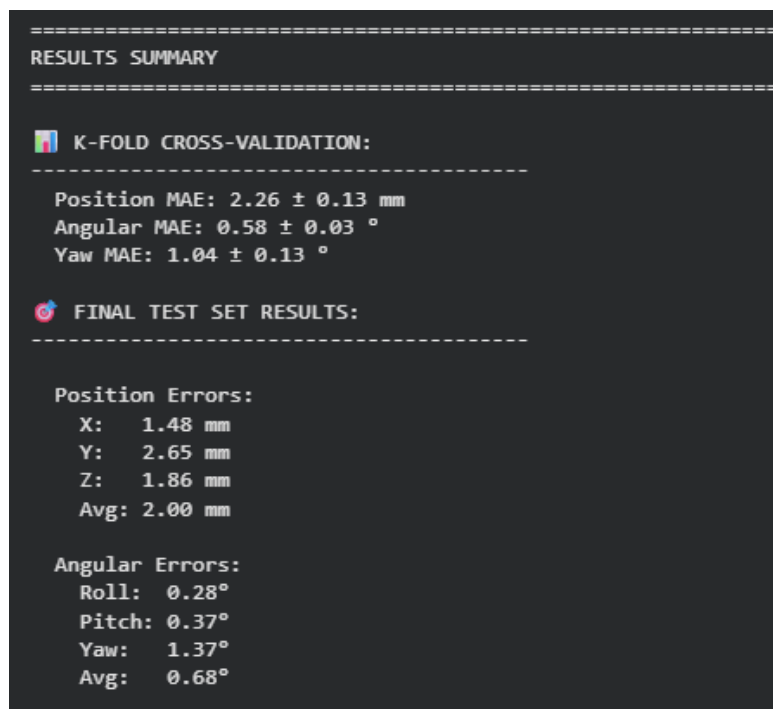 ============================================================
RESULTS SUMMARY
============================================================
📊 K-FOLD CROSS-VALIDATION:
----------------------------------------
Position MAE: 2.26 ± 0.13 mm
Angular MAE: 0.58 ± 0.03 °
Yaw MAE: 1.04 ± 0.13 °
🎯 FINAL TEST SET RESULTS:
----------------------------------------
Position Errors:
X: 1.48 mm
Y: 2.65 mm
Z: 1.86 mm
Avg: 2.00 mm
Angular Errors:
Roll: 0.28°
Pitch: 0.37°
Yaw: 1.37°
Avg: 0.68°